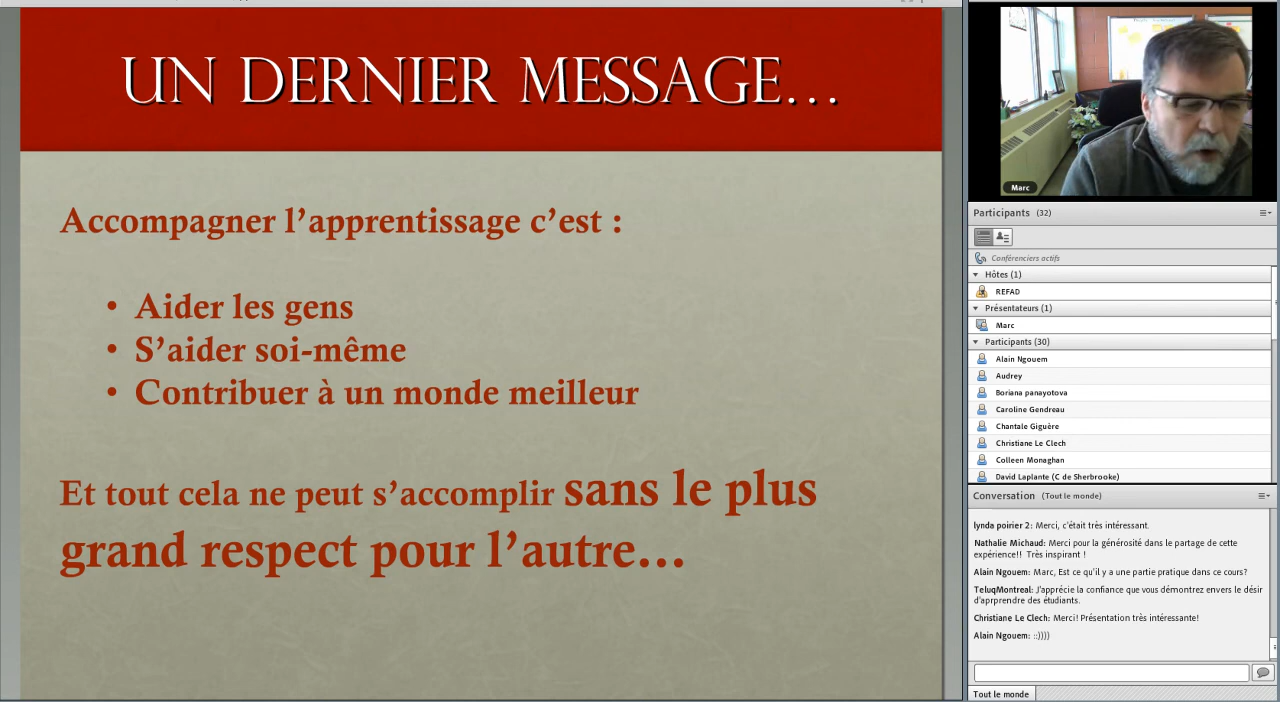 UN DERNIER MESSAGE...
Accompagner l'apprentissage c'est :
• Aider les gens
• S'aider soi-même
• Contribuer à un monde meilleur
Et tout cela ne peut s'accomplir sans le plus
grand respect pour l'autre...
Marc
Participants (32)
Conférenciers actifs
Hôtes (1)
REFAD
Présentateurs (1)
Marc
Participants (30)
Alain Ngouem
Audrey
Boriana panayotova
Caroline Gendreau
Chantale Giguère
Christiane Le Clech
Colleen Monaghan
David Laplante (C de Sherbrooke)
Conversation (Tout le monde)
lynda poirier 2: Merci, c'était très intéressant.
Nathalie Michaud: Merci pour la générosité dans le partage de cette
expérience!! Très inspirant !
Alain Ngouem: Marc, Est ce qu'il y a une partie pratique dans ce cours?
TeluqMontreal: J'apprécie la confiance que vous démontrez envers le désir
d'aprprendre des étudiants.
Christiane Le Clech: Merci! Présentation très intéressante!
Alain Ngouem: ::))))
Tout le monde